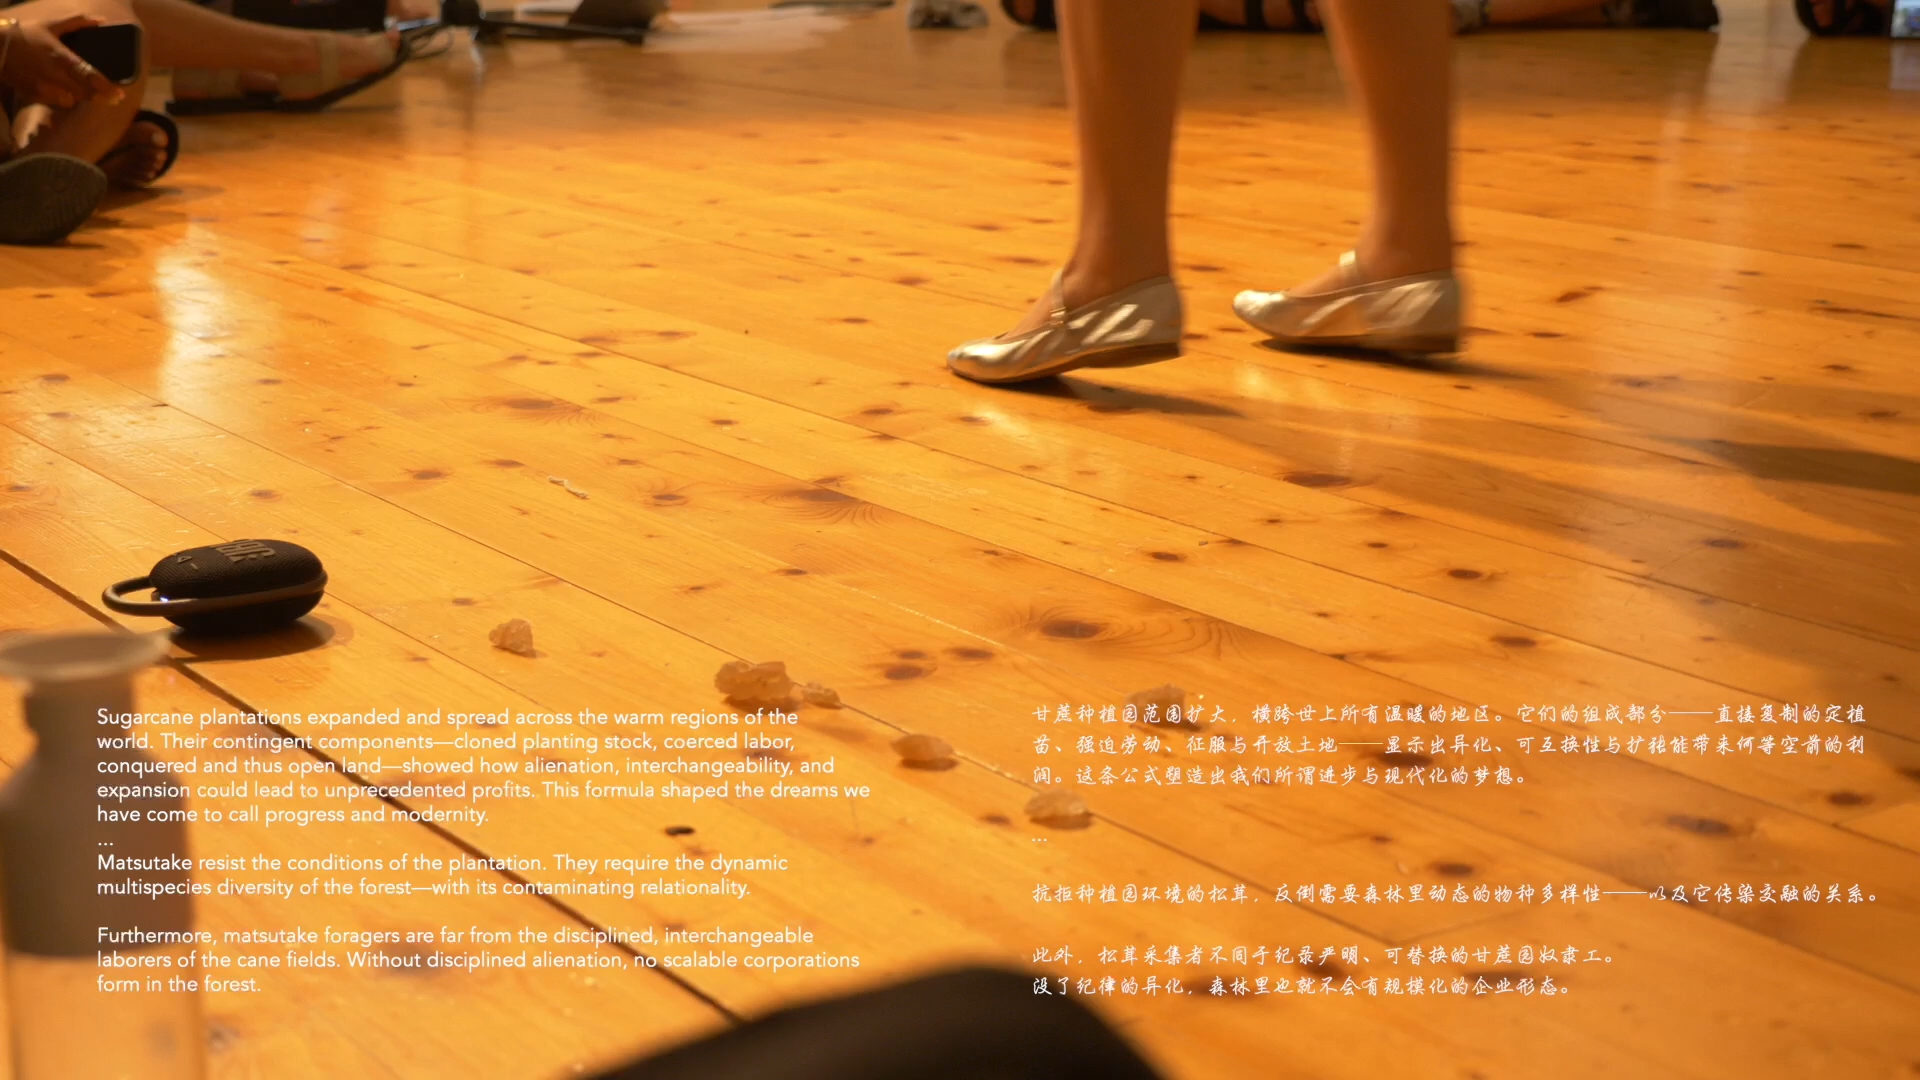 JBL
Sugarcane plantations expanded and spread across the warm regions of the
world. Their contingent components—cloned planting stock, coerced labor,
conquered and thus open land—showed how alienation, interchangeability, and
expansion could lead to unprecedented profits. This formula shaped the dreams we
have come to call progress and modernity.
...
Matsutake resist the conditions of the plantation. They require the dynamic
multispecies diversity of the forest—with its contaminating relationality.
Furthermore, matsutake foragers are far from the disciplined, interchangeable
laborers of the cane fields. Without disciplined alienation, no scalable corporations
form in the forest.
甘蔗种植园范围扩大，横跨世上所有温暖的地区。它们的组成部分——直接复制的定植
苗、强迫劳动、征服与开放土地——显示出异化、可互换性与扩张能带来何等空前的利
润。这条公式塑造出我们所谓进步与现代化的梦想。
...
抗拒种植园环境的松茸，反倒需要森林里动态的物种多样性——以及它传染交融的关系。
此外，松茸采集者不同于纪录严明、可替换的甘蔗园奴隶工。
没了纪律的异化，森林里也就不会有规模化的企业形态。